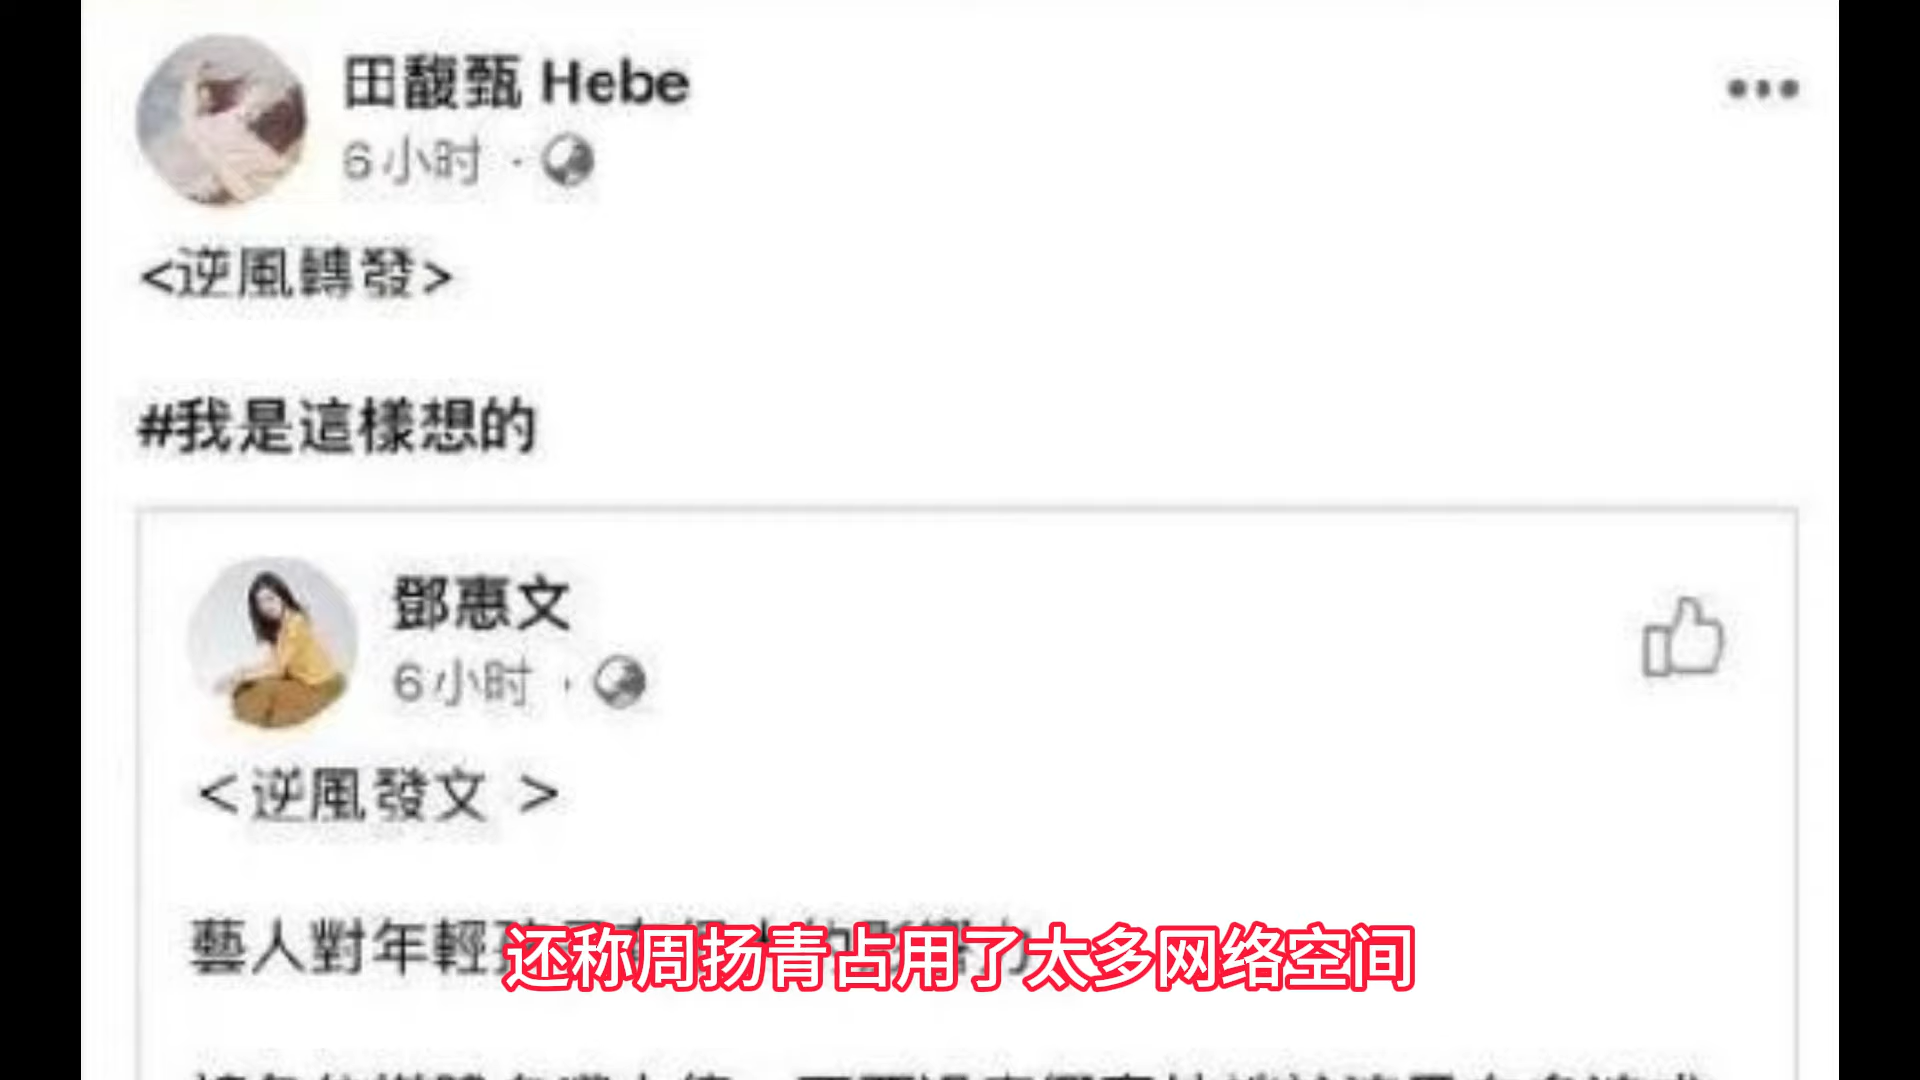 田馥甄 Hebe
6小时
<逆風轉發>
#我是這樣想的
鄧惠文
6小时
<逆風發文 >
藝人對年輕
还称周扬青占用了太多网络空间